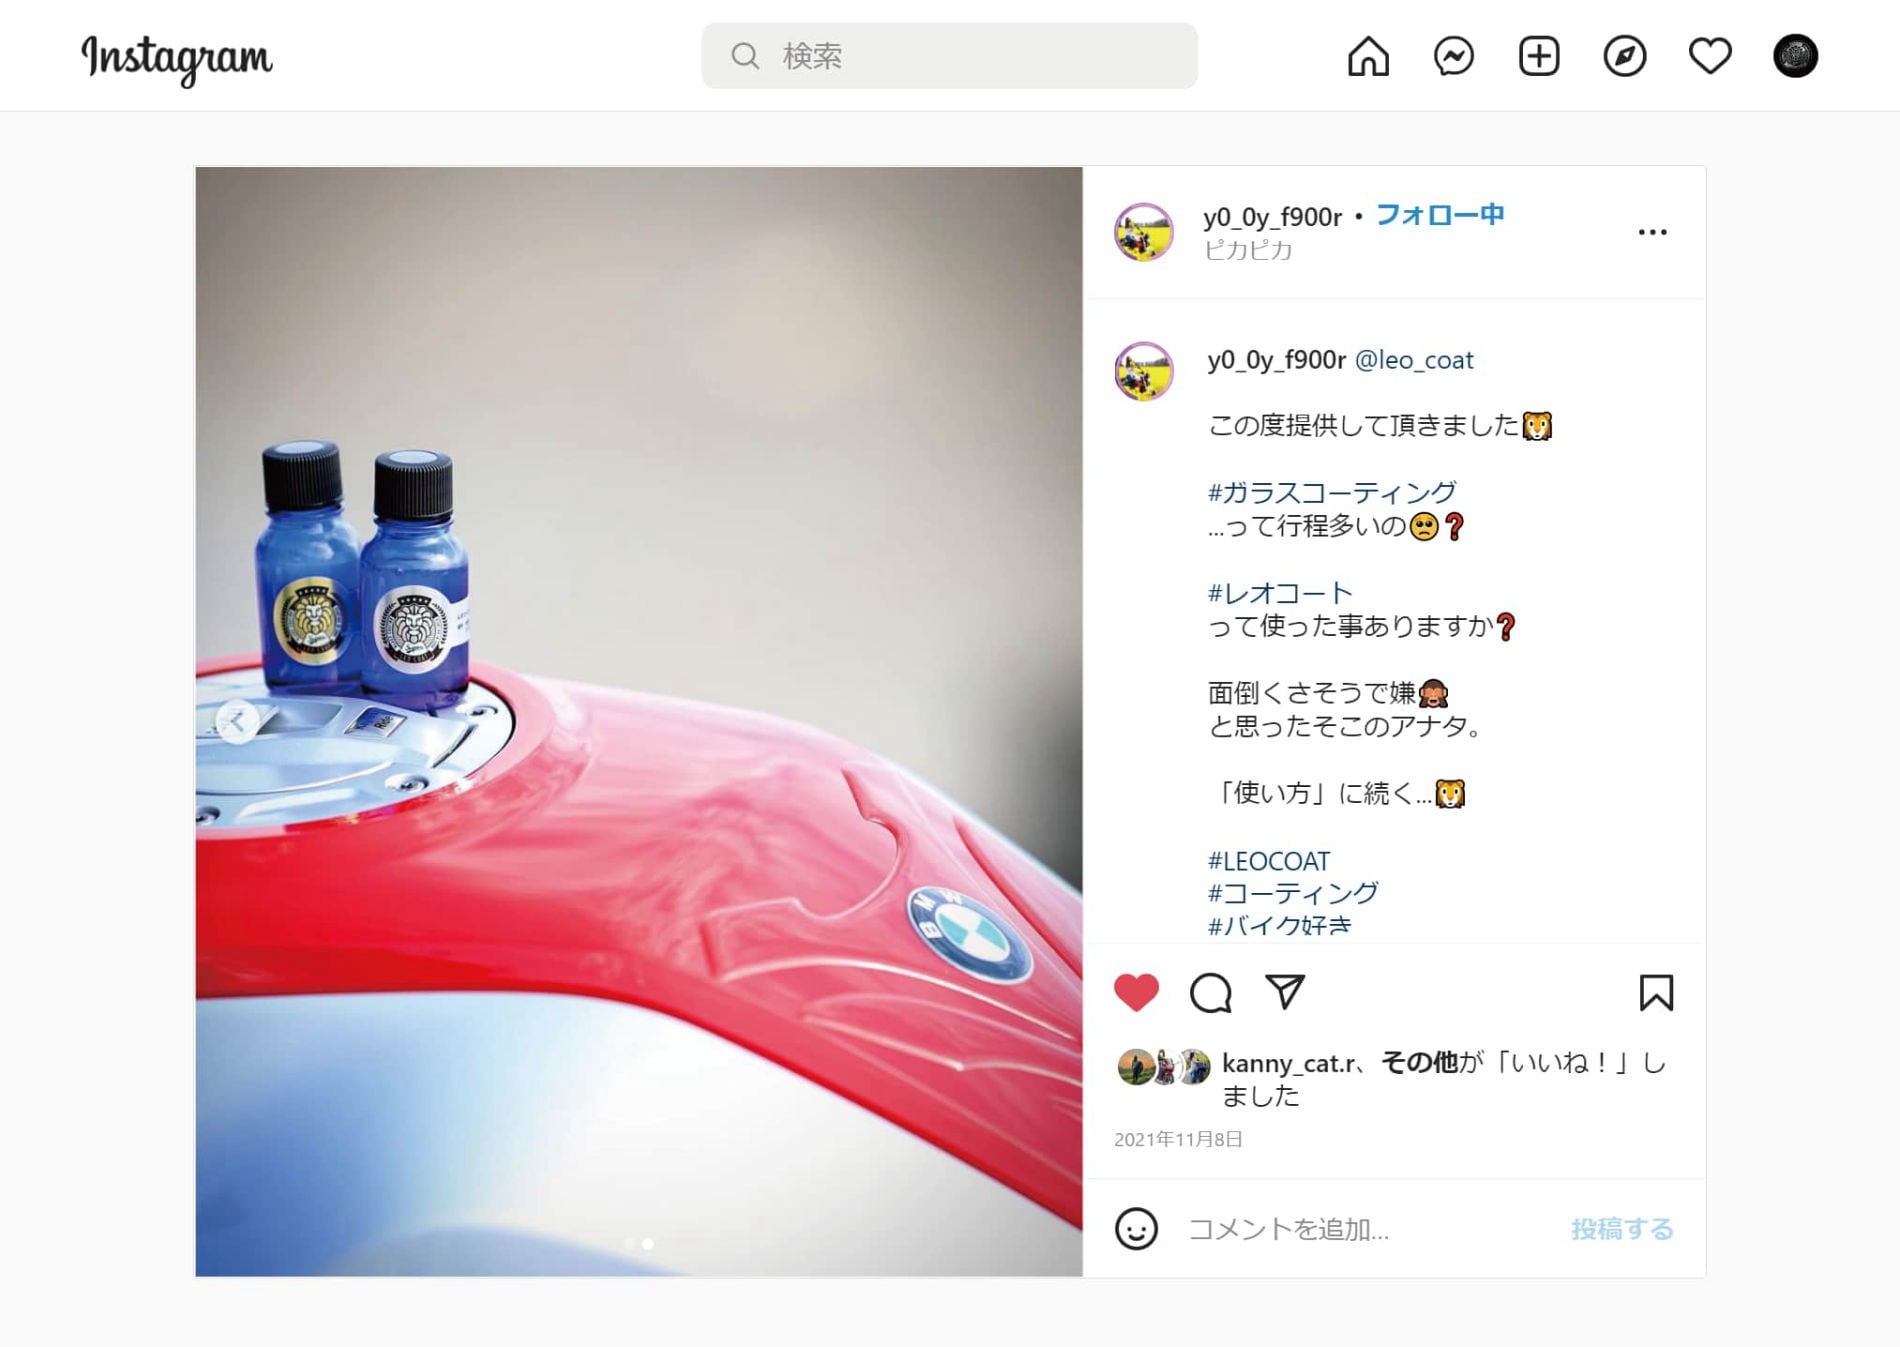 Instagram
検索
y0_0y_f900r • フォロー中
ピカピカ
y0_0y_f900r @leo_coat
この度提供して頂きました🐯
#ガラスコーティング
...って行程多いの🥺❓
#レオコート
って使った事ありますか❓
面倒くさそうで嫌🙈
と思ったそこのアナタ。
「使い方」に続く...🐯
#LEOCOAT
#コーティング
#バイク好き
kanny_cat.r、その他が「いいね！」し
ました
2021年11月8日
コメントを追加...
投稿する
Ride
BMW